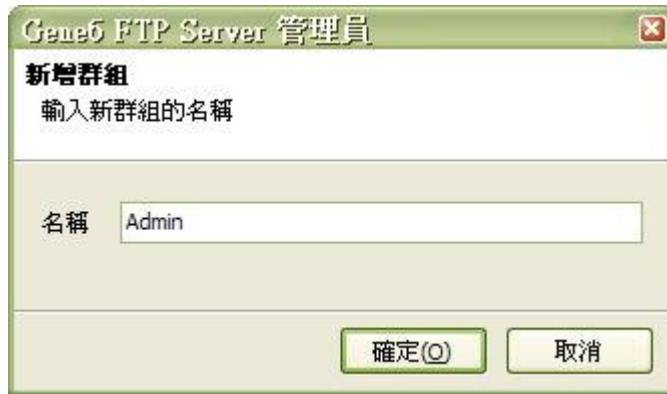 Gene6 FTP Server 管理員
新增群組
輸入新群組的名稱
名稱 Admin
確定(O) 取消